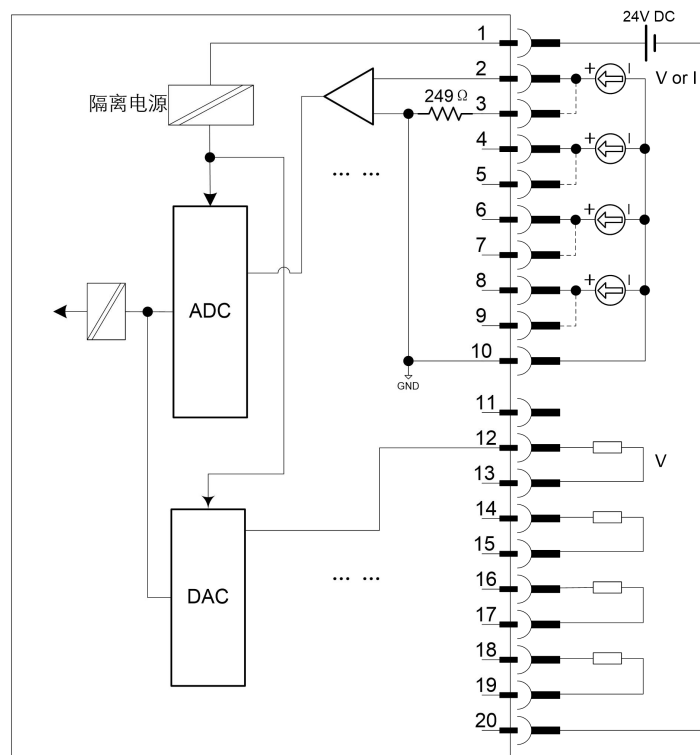 24V DC
1
2
+
I
V or I
隔离电源
249 Ω
3
4
+
I
... ...
5
6
+
I
7
8
+
I
ADC
9
10
GND
11
12
V
13
14
15
... ...
16
DAC
17
18
19
20